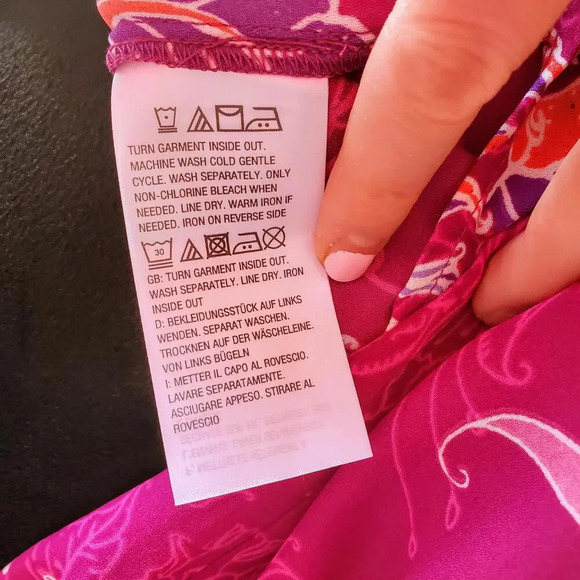 TURN GARMENT INSIDE OUT.
MACHINE WASH COLD GENTLE
CYCLE. WASH SEPARATELY. ONLY
NON-CHLORINE BLEACH WHEN
NEEDED. LINE DRY. WARM IRON IF
NEEDED. IRON ON REVERSE SIDE
30
GB: TURN GARMENT INSIDE OUT.
WASH SEPARATELY. LINE DRY. IRON
INSIDE OUT
D: BEKLEIDUNGSSTÜCK AUF LINKS
WENDEN. SEPARAT WASCHEN.
TROCKNEN AUF DER WÄSCHELEINE.
VON LINKS BÜGELN
I: METTER IL CAPO AL ROVESCIO.
LAVARE SEPARATAMENTE.
ASCIUGARE APPESO. STIRARE AL
ROVESCIO